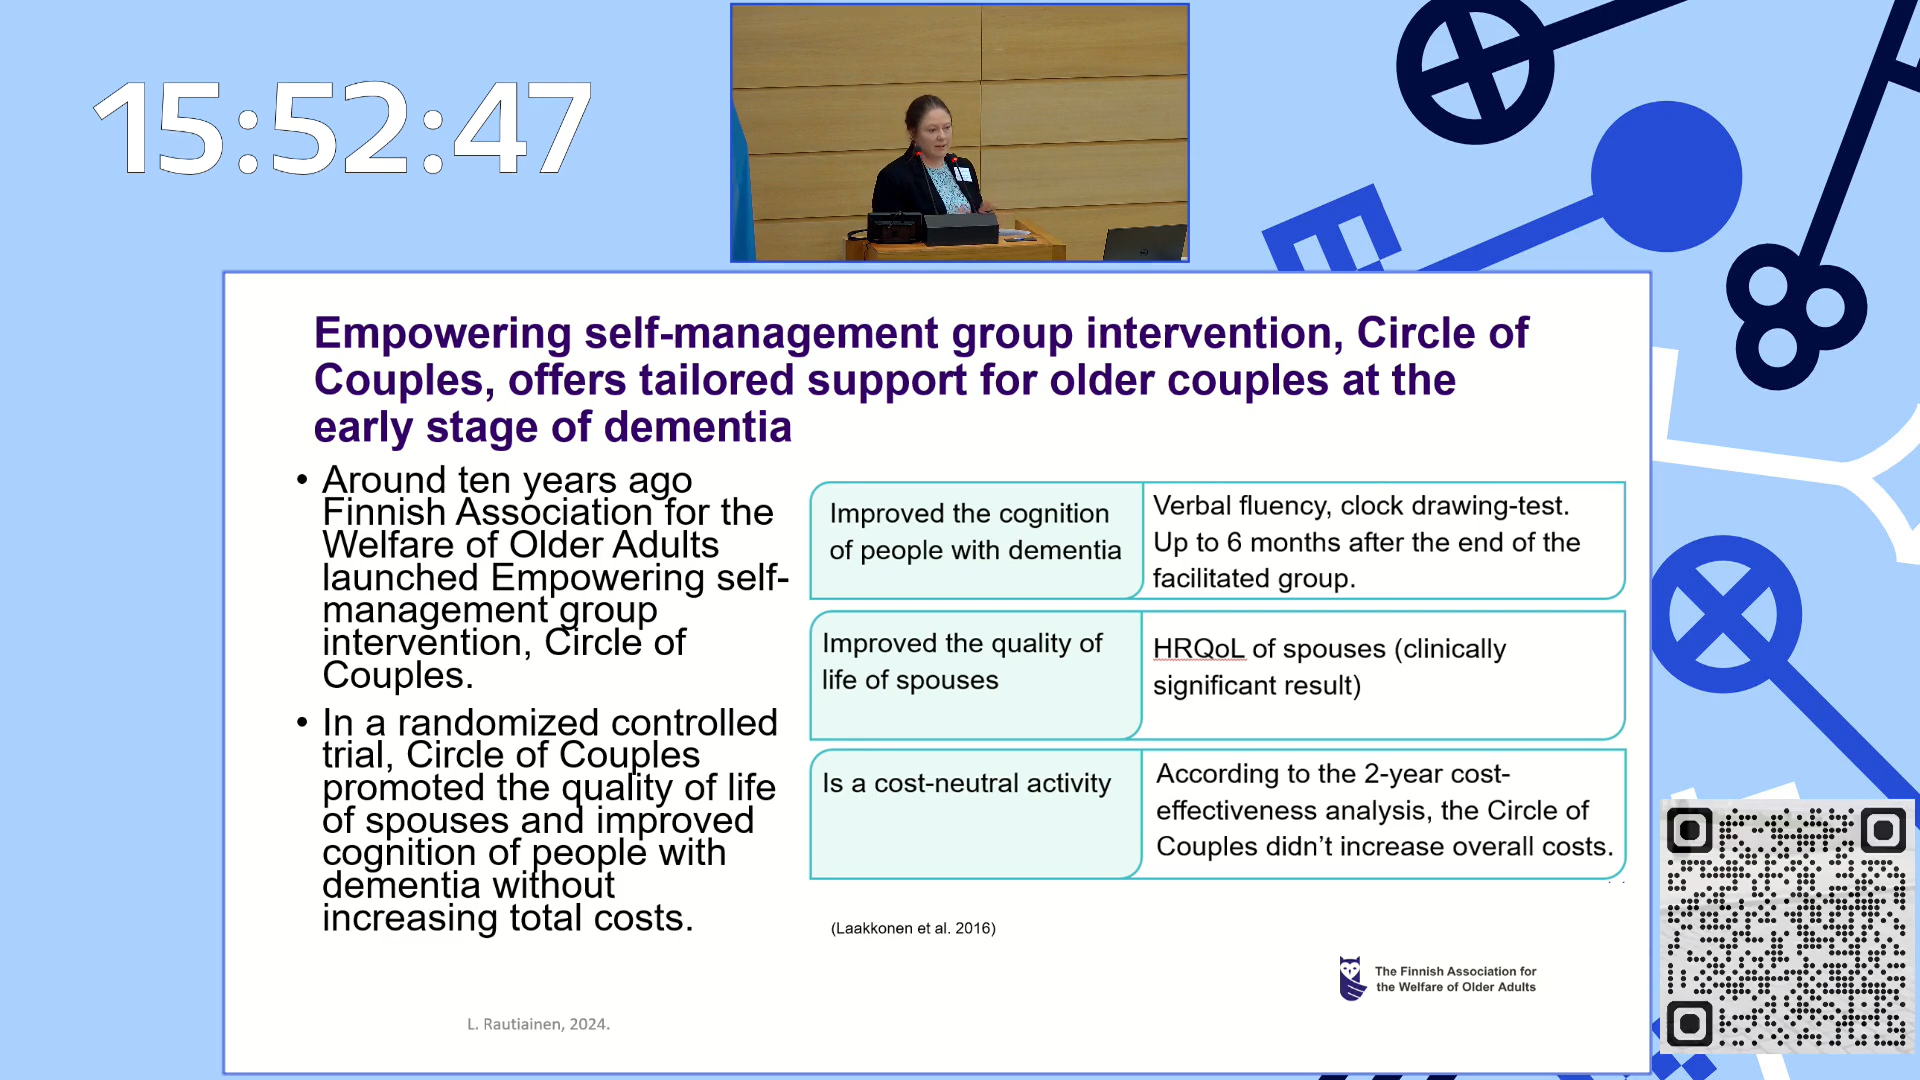 15:52:47
Empowering self-management group intervention, Circle of
Couples, offers tailored support for older couples at the
early stage of dementia
• Around ten years ago
Finnish Association for the
Welfare of Older Adults
launched Empowering self-
management group
intervention, Circle of
Couples.
• In a randomized controlled
trial, Circle of Couples
promoted the quality of life
of spouses and improved
cognition of people with
dementia without
increasing total costs.
Improved the cognition
of people with dementia
Verbal fluency, clock drawing-test.
Up to 6 months after the end of the
facilitated group.
Improved the quality of
life of spouses
HRQoL of spouses (clinically
significant result)
Is a cost-neutral activity
According to the 2-year cost-
effectiveness analysis, the Circle of
Couples didn’t increase overall costs.
(Laakkonen et al. 2016)
The Finnish Association for
the Welfare of Older Adults
L. Rautiainen, 2024.